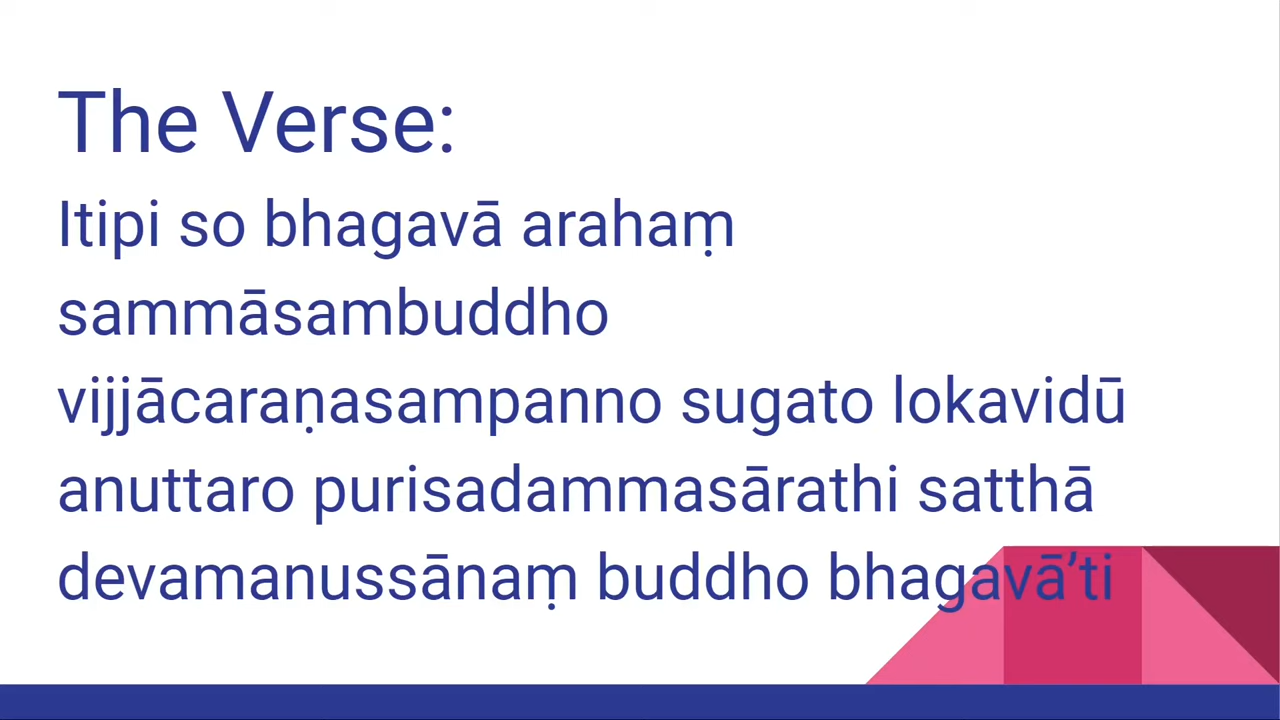 The Verse:
Itipi so bhagavā arahaṃ
sammāsambuddho
vijjācaraṇasampanno sugato lokavidū
anuttaro purisadammasārathi satthā
devamanussānaṃ buddho bhagavā’ti